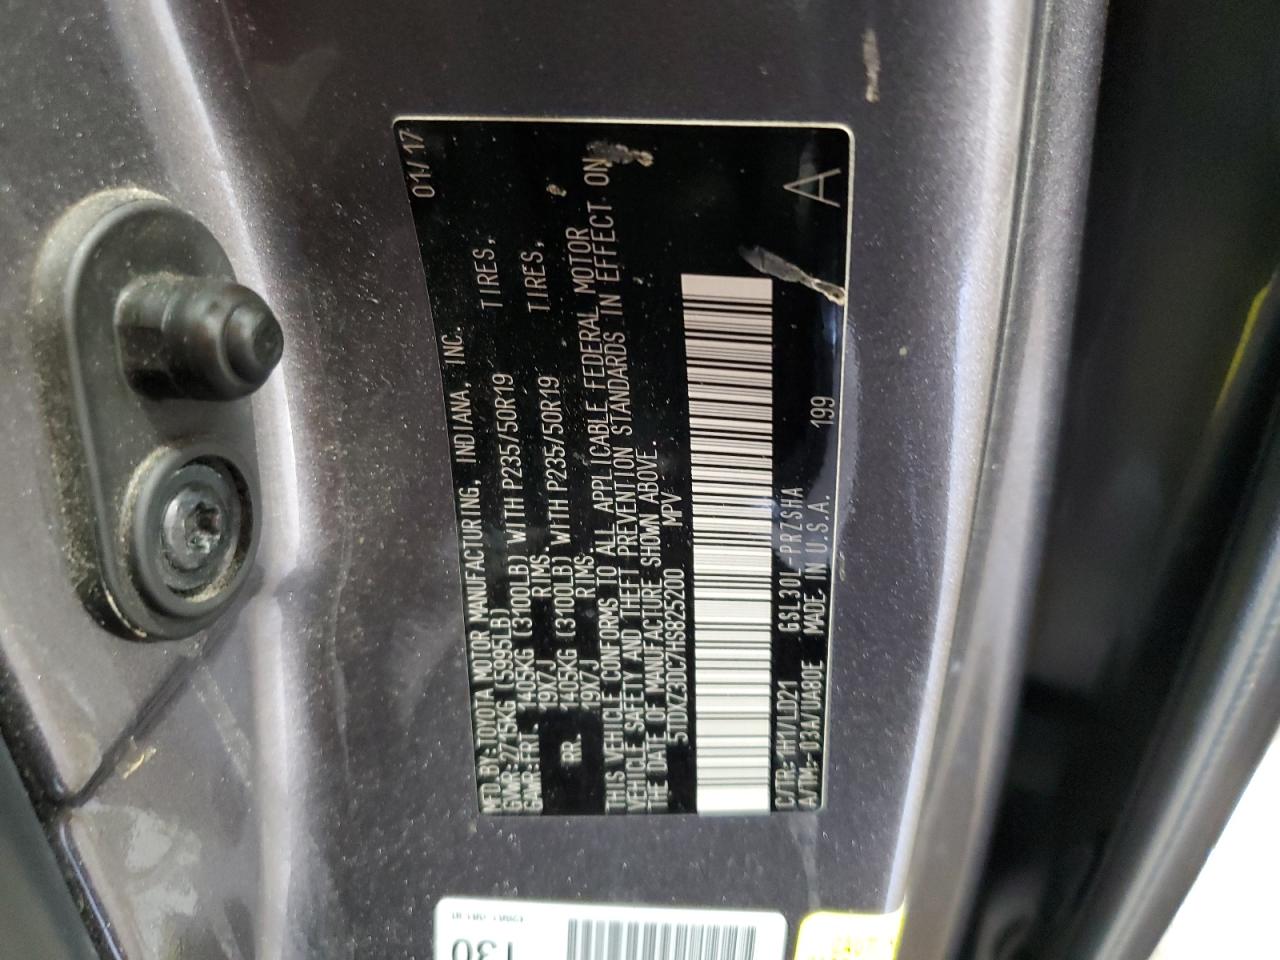 MFD.BY:TOYOTA MOTOR MANUFACTURING, INDIANA, INC. 01/17
GVWR:2715KG (5995LB)
GAWR:FRT. 1405KG (3100LB) WITH P235/50R19 TIRES,
19X7J RIMS.
RR. 1405KG (3100LB) WITH P235/50R19 TIRES,
19X7J RIMS
THIS VEHICLE CONFORMS TO ALL APPLICABLE FEDERAL MOTOR
VEHICLE SAFETY AND THEFT PREVENTION STANDARDS IN EFFECT ON
THE DATE OF MANUFACTURE SHOWN ABOVE.
5TDXZ3DC7HS825200 MPV
A
C/TR:1H1/LD21 GSL30L-PRZSHA
A/TM:-03A/UA80E MADE IN U.S.A. 199
130